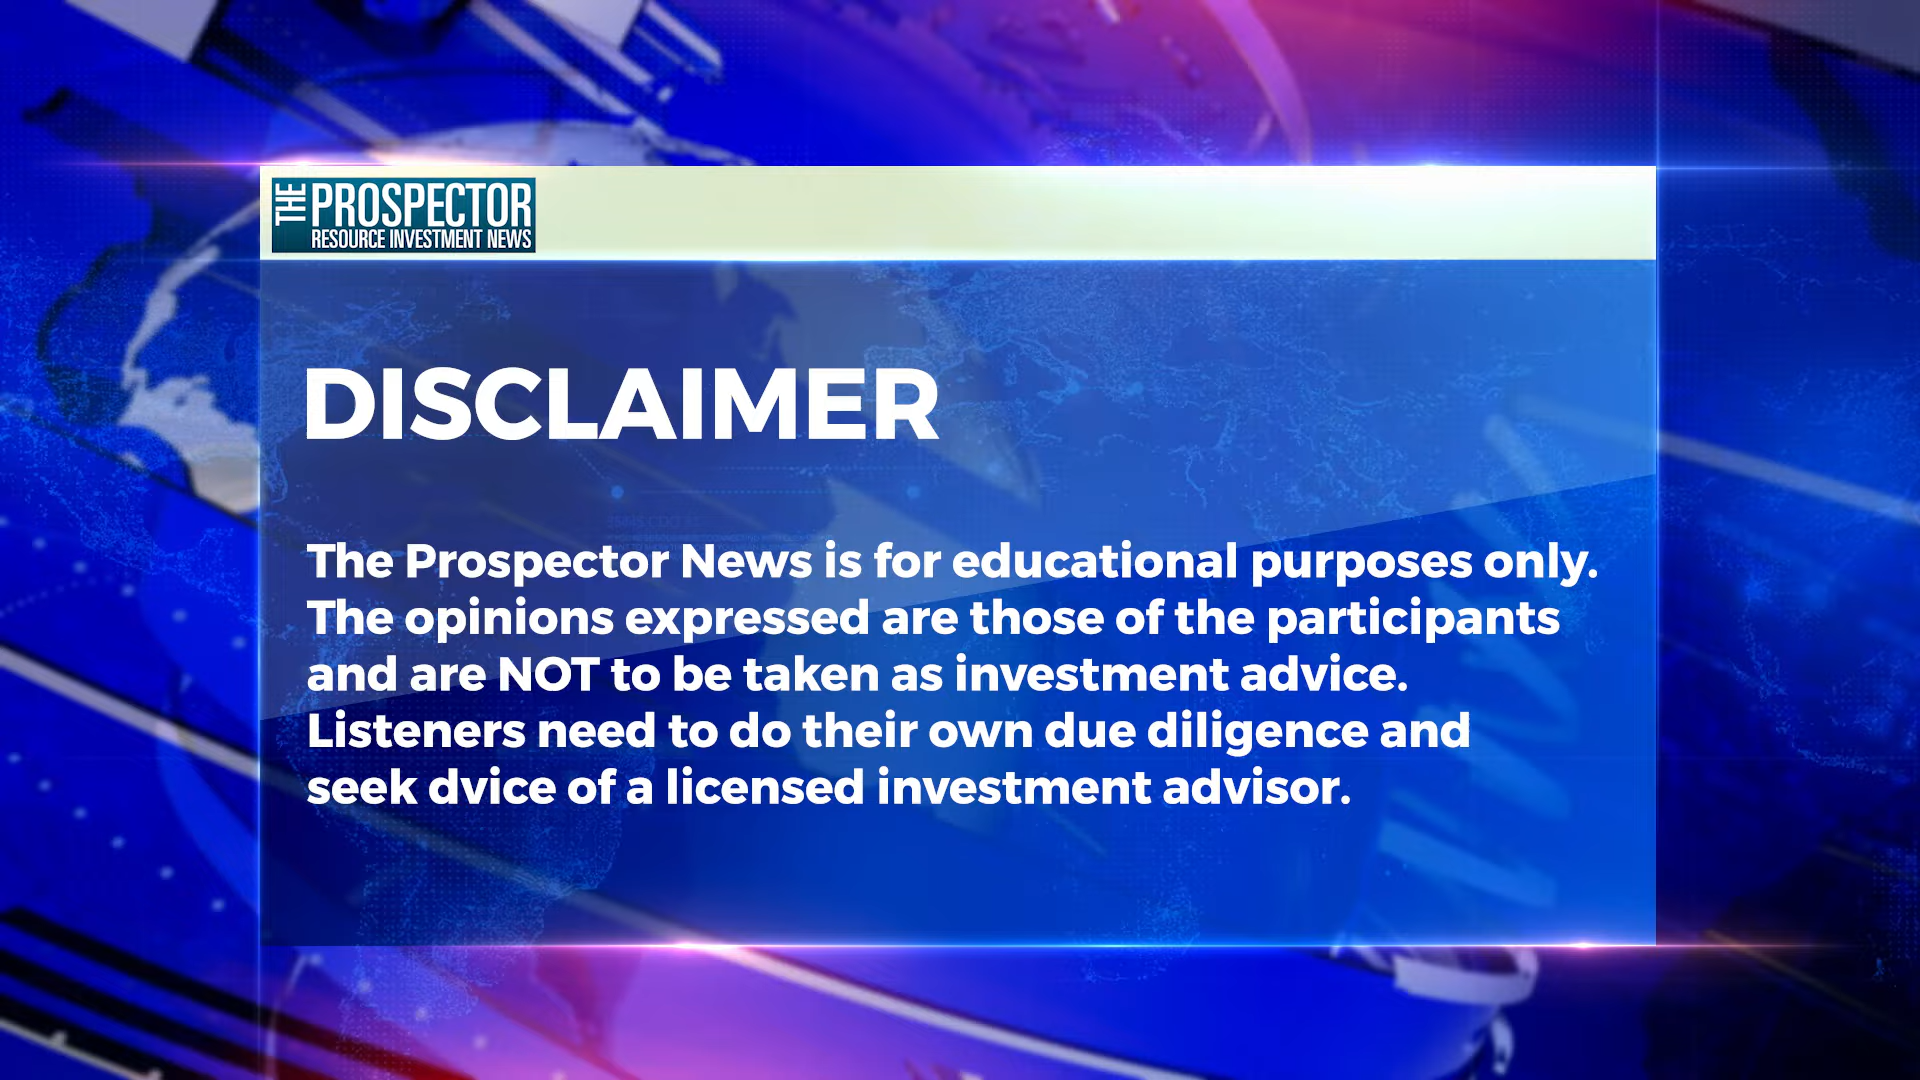 THE PROSPECTOR
RESOURCE INVESTMENT NEWS
DISCLAIMER
The Prospector News is for educational purposes only.
The opinions expressed are those of the participants
and are NOT to be taken as investment advice.
Listeners need to do their own due diligence and
seek dvice of a licensed investment advisor.